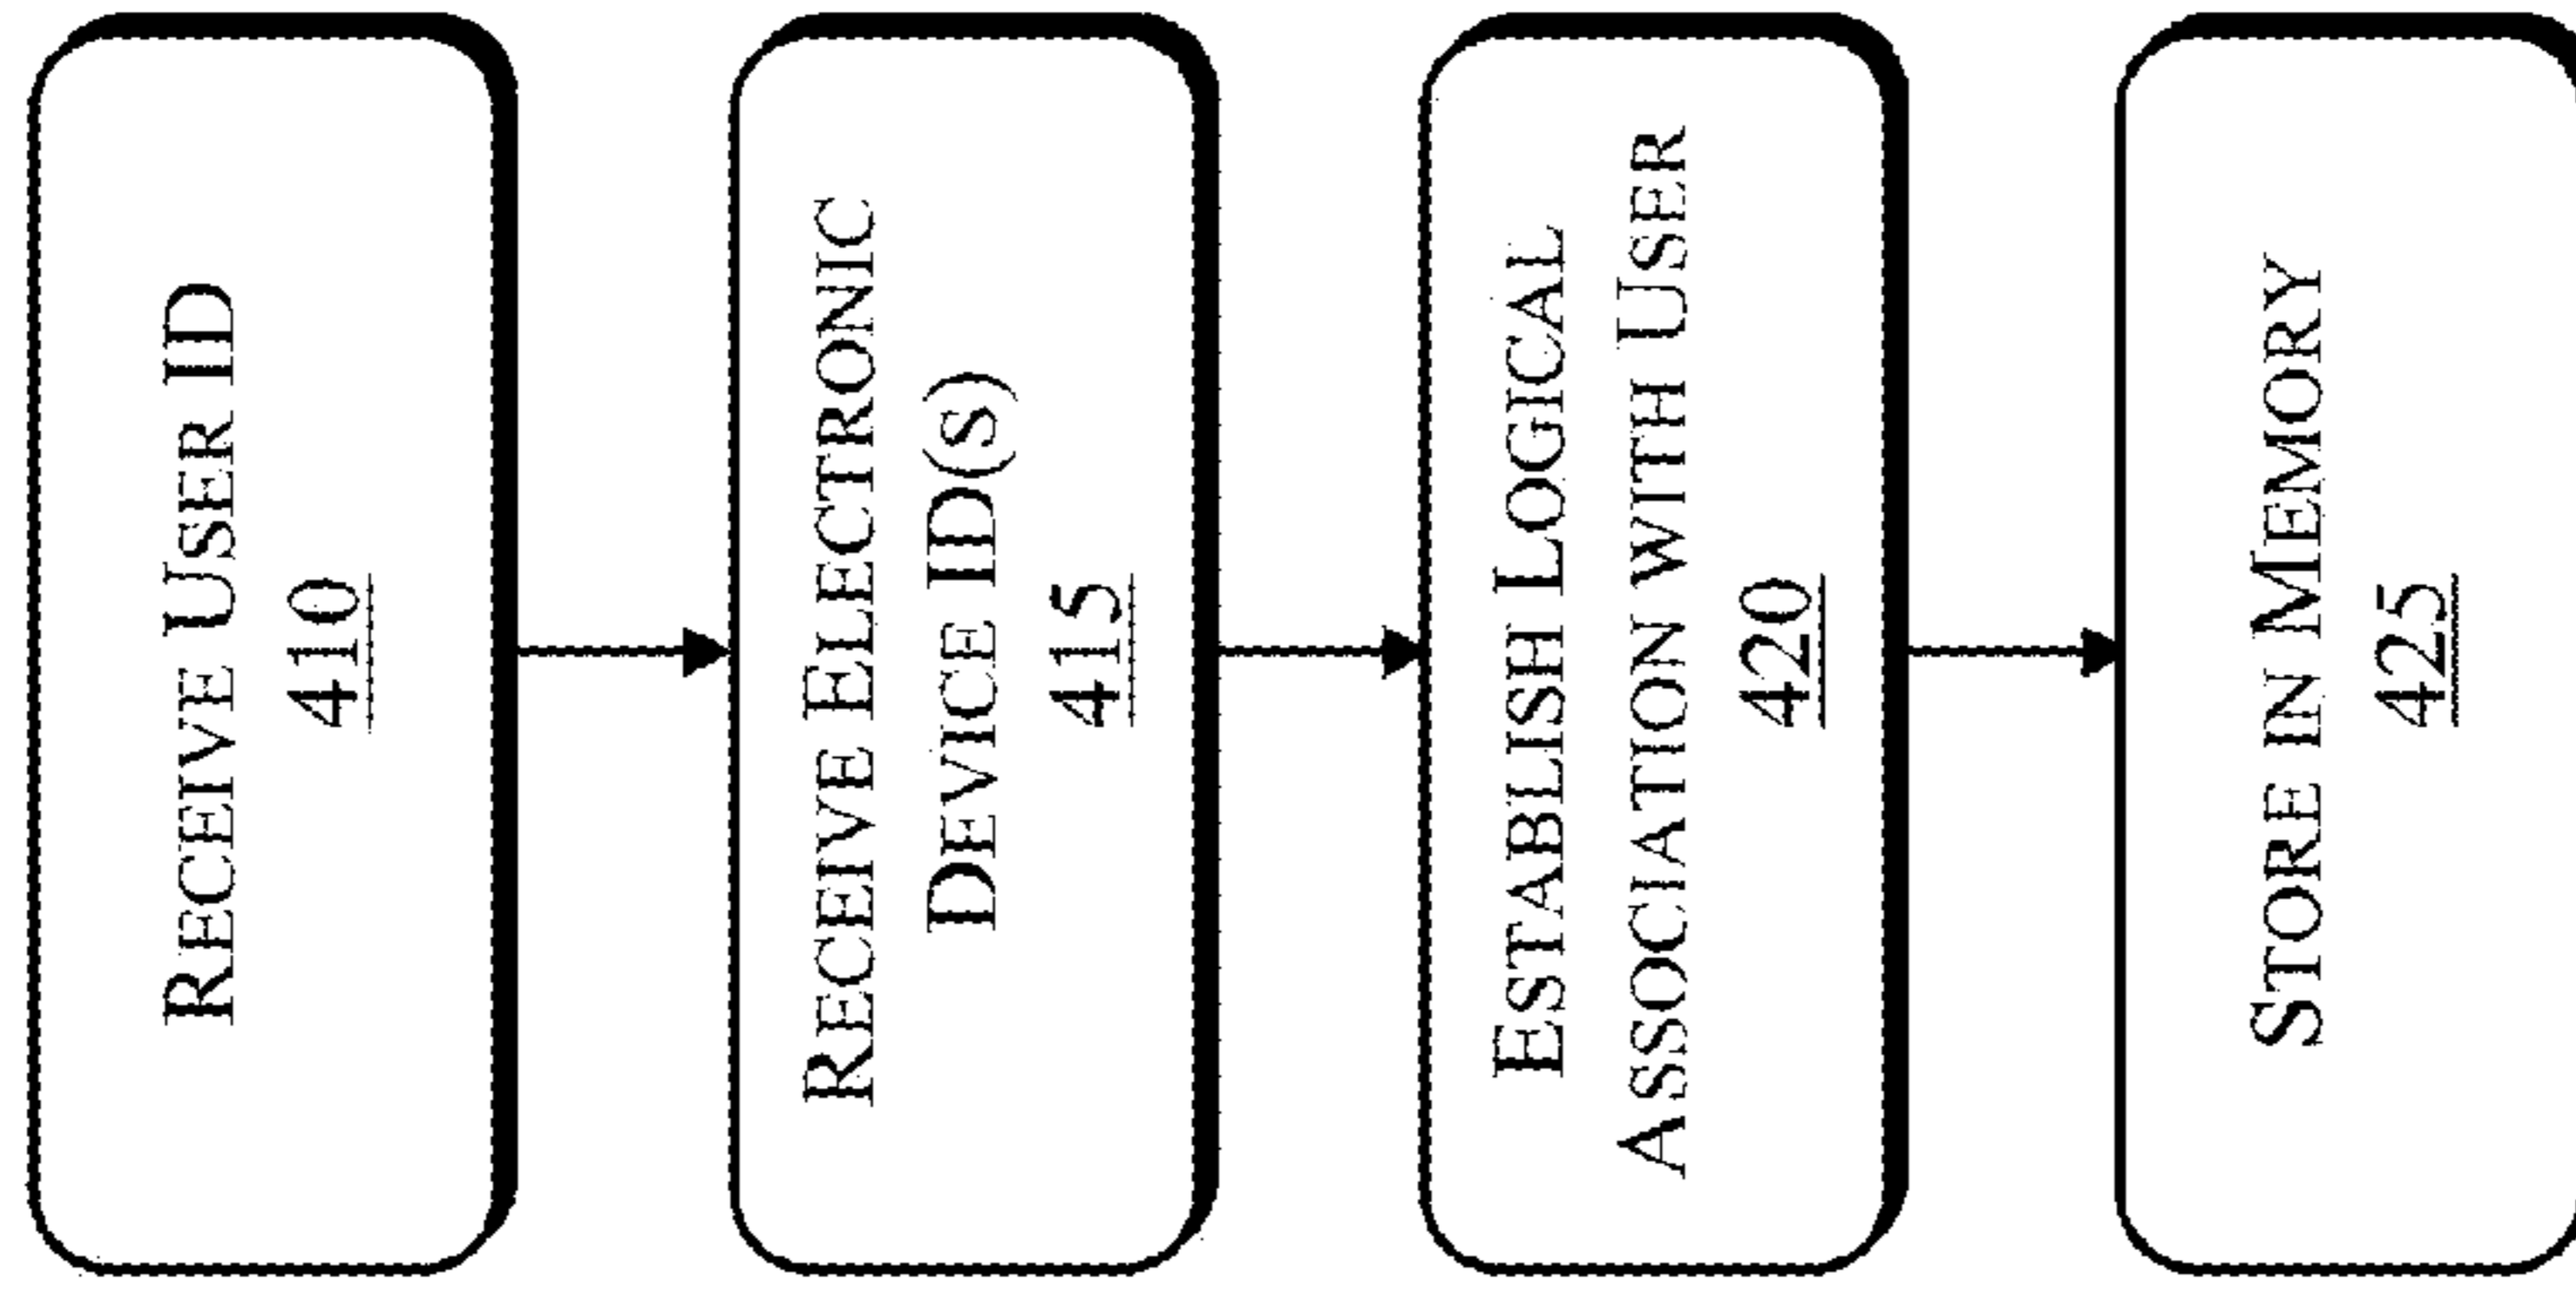 RECEIVE USER ID
410
RECEIVE ELECTRONIC
DEVICE ID(S)
415
ESTABLISH LOGICAL
ASSOCIATION WITH USER
420
STORE IN MEMORY
425